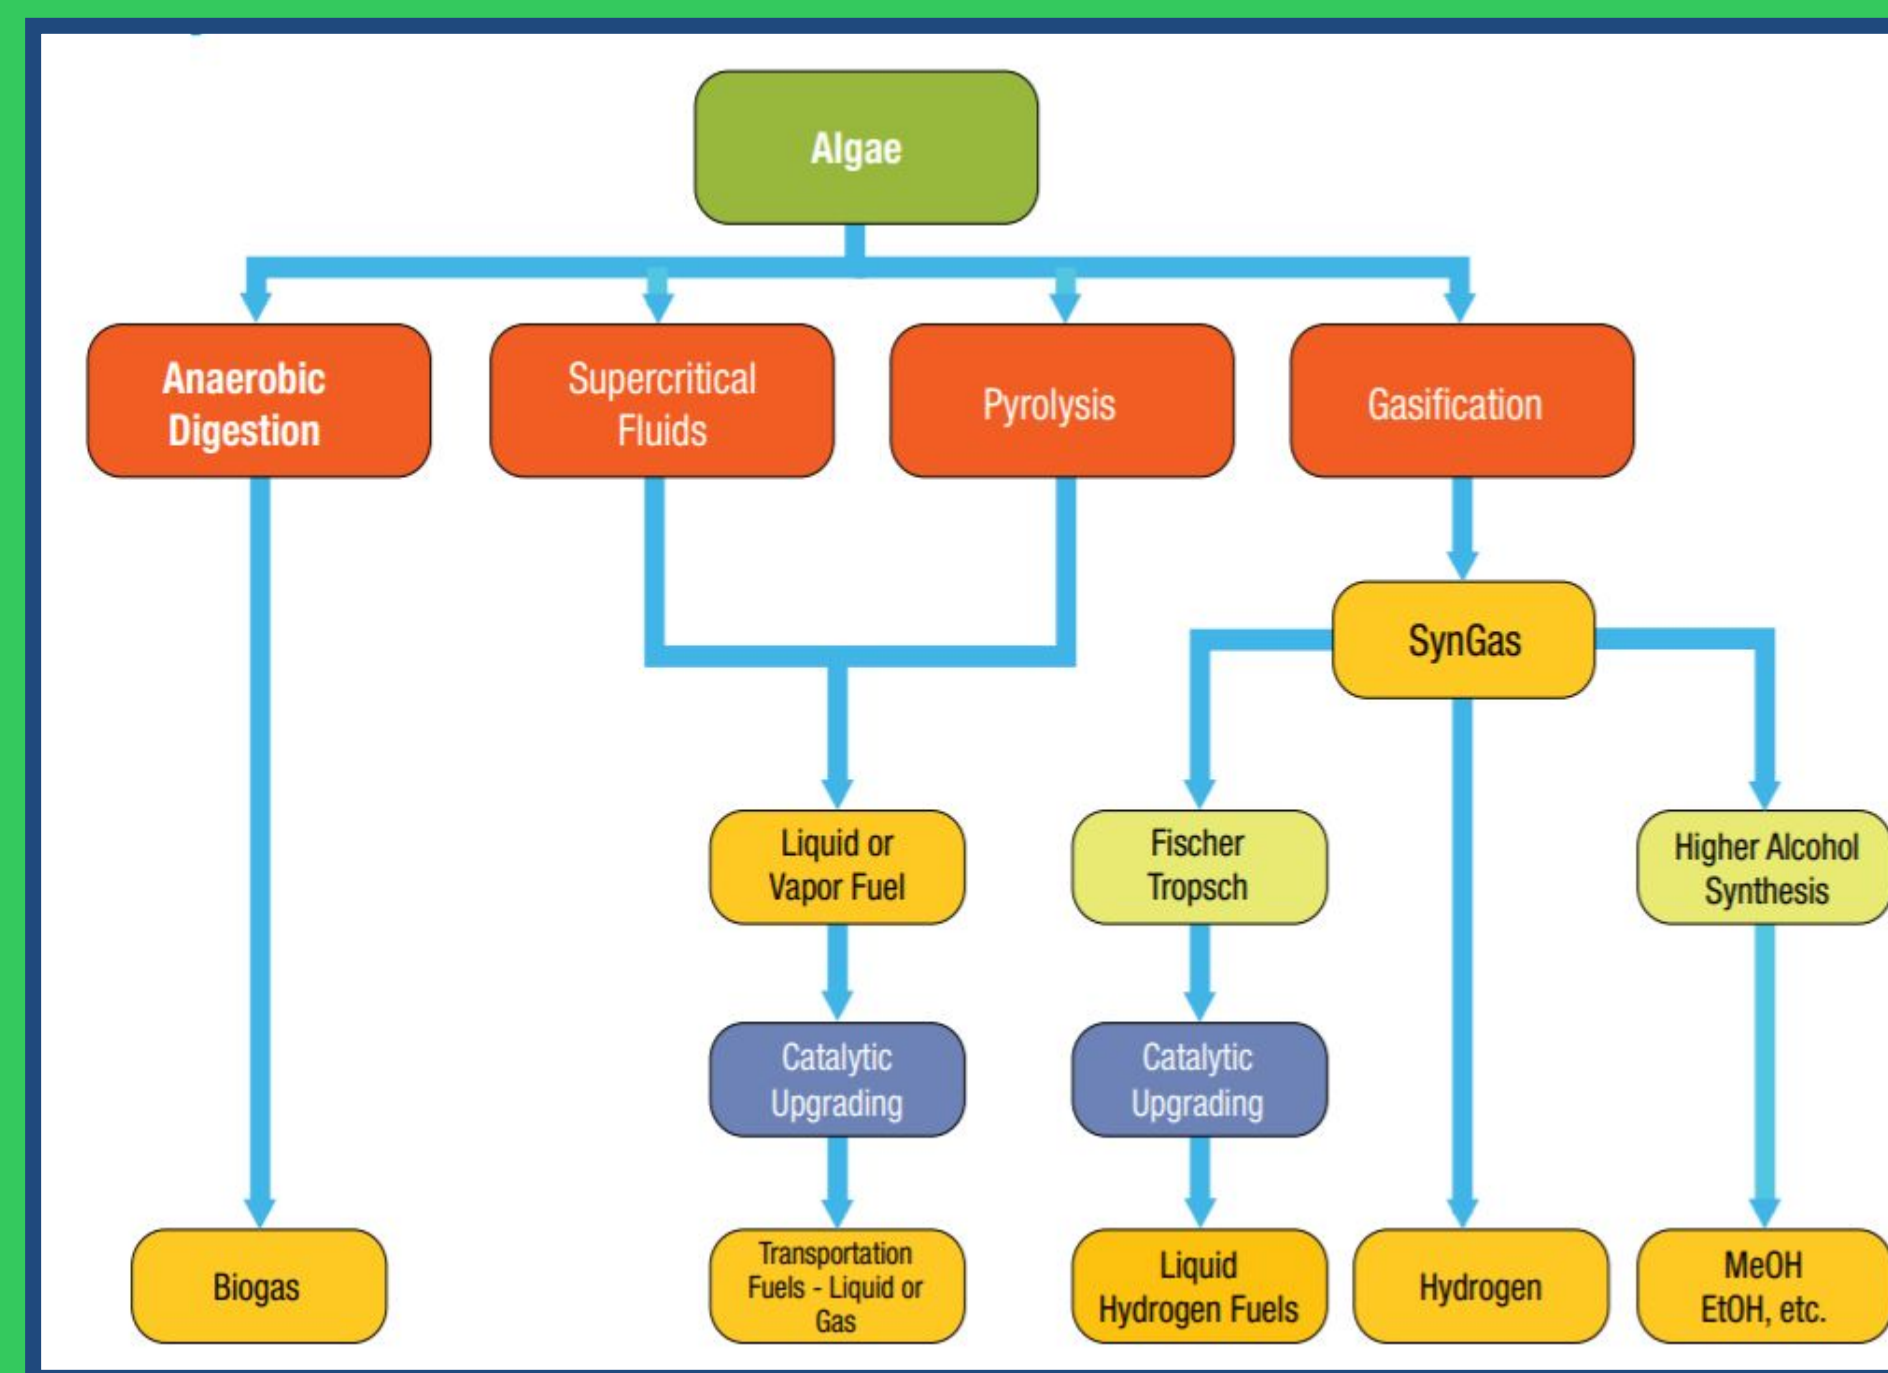 Algae
Anaerobic
Digestion
Supercritical
Fluids
Pyrolysis
Gasification
SynGas
Liquid or
Vapor Fuel
Fischer
Tropsch
Higher Alcohol
Synthesis
Catalytic
Upgrading
Catalytic
Upgrading
Biogas
Transportation
Fuels - Liquid or
Gas
Liquid
Hydrogen Fuels
Hydrogen
MeOH
EtOH, etc.